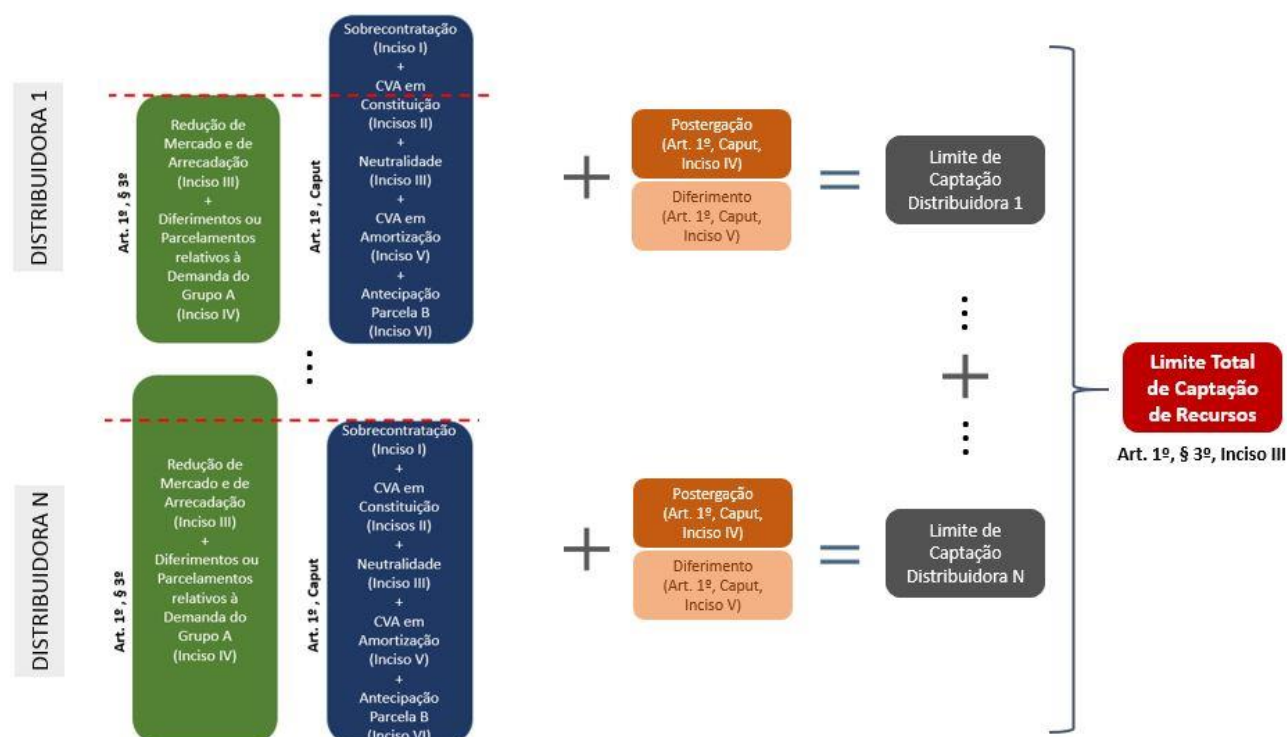 DISTRIBUIDORA 1
Art. 1º, § 3º
Redução de
Mercado e de
Arrecadação
(Inciso III)
+
Diferimentos ou
Parcelamentos
relativos à
Demanda do
Grupo A
(Inciso IV)
Art. 1º, Caput
Sobrecontratação
(Inciso I)
+
CVA em
Constituição
(Incisos II)
+
Neutralidade
(Inciso III)
+
CVA em
Amortização
(Inciso V)
+
Antecipação
Parcela B
(Inciso VI)
+
Postergação
(Art. 1º, Caput,
Inciso IV)
Diferimento
(Art. 1º, Caput,
Inciso V)
=
Limite de
Captação
Distribuidora 1
+
DISTRIBUIDORA N
Art. 1º, § 3º
Redução de
Mercado e de
Arrecadação
(Inciso III)
+
Diferimentos ou
Parcelamentos
relativos à
Demanda do
Grupo A
(Inciso IV)
Art. 1º, Caput
Sobrecontratação
(Inciso I)
+
CVA em
Constituição
(Incisos II)
+
Neutralidade
(Inciso III)
+
CVA em
Amortização
(Inciso V)
+
Antecipação
Parcela B
(Inciso VI)
+
Postergação
(Art. 1º, Caput,
Inciso IV)
Diferimento
(Art. 1º, Caput,
Inciso V)
=
Limite de
Captação
Distribuidora N
Limite Total
de Captação
de Recursos
Art. 1º, § 3º, Inciso III